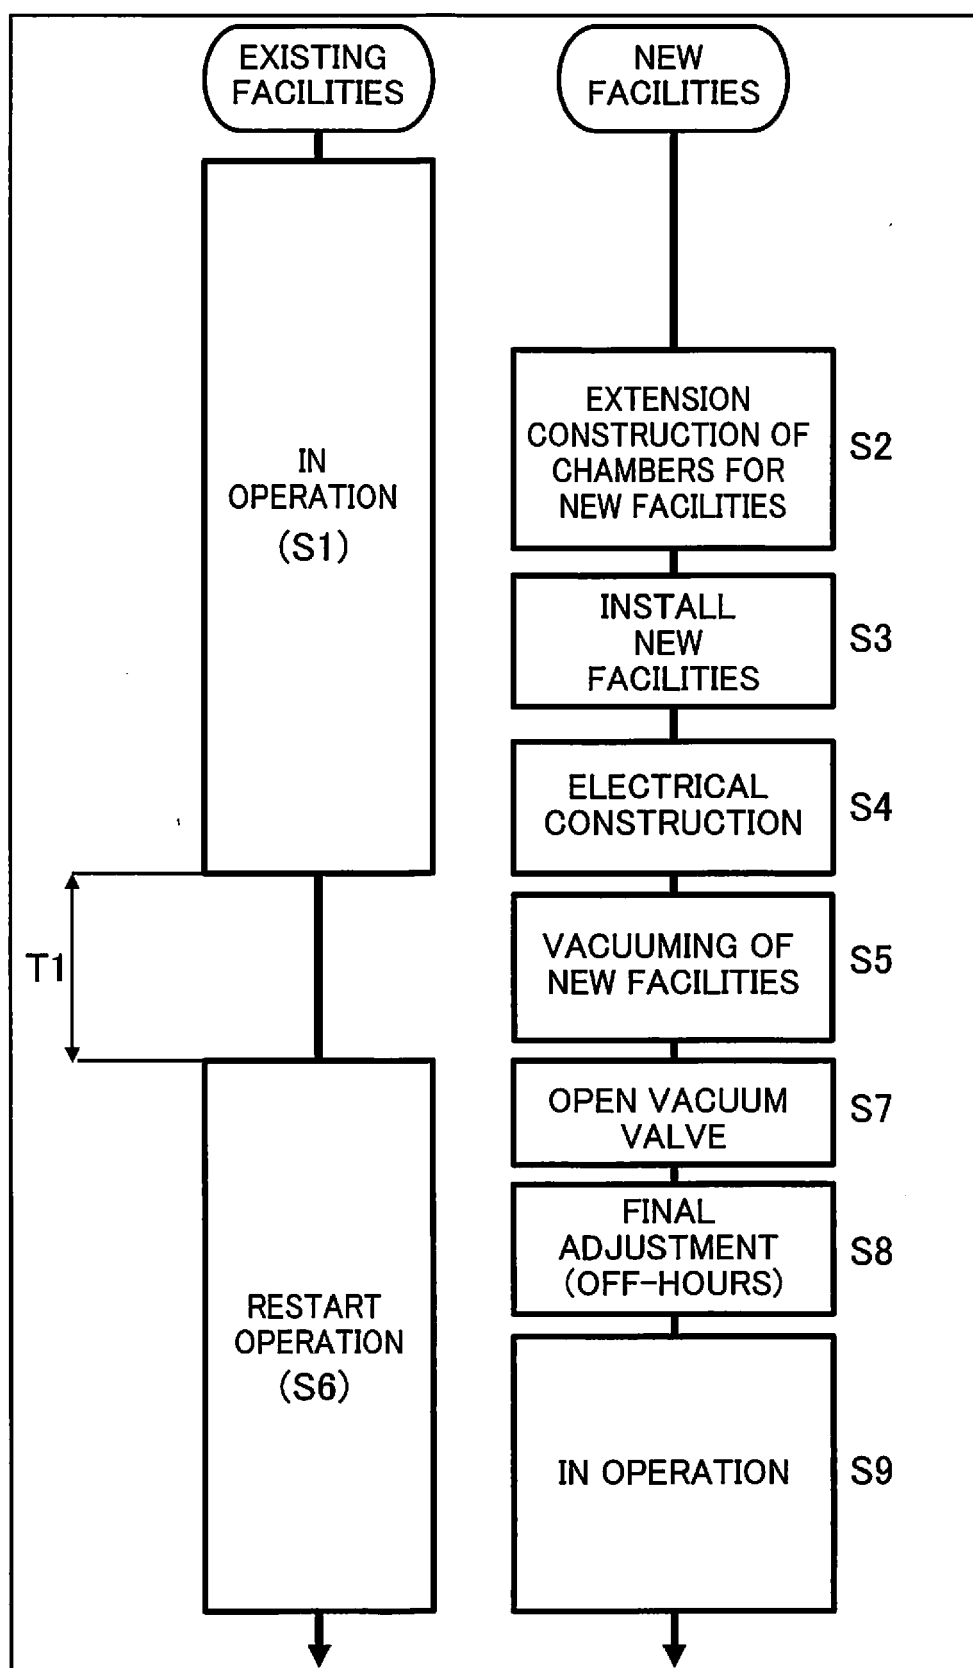 EXISTING
FACILITIES
NEW
FACILITIES
IN
OPERATION
(S1)
EXTENSION
CONSTRUCTION OF
CHAMBERS FOR
NEW FACILITIES
S2
INSTALL
NEW
FACILITIES
S3
ELECTRICAL
CONSTRUCTION
S4
T1
VACUUMING OF
NEW FACILITIES
S5
OPEN VACUUM
VALVE
S7
FINAL
ADJUSTMENT
(OFF-HOURS)
S8
RESTART
OPERATION
(S6)
IN OPERATION
S9